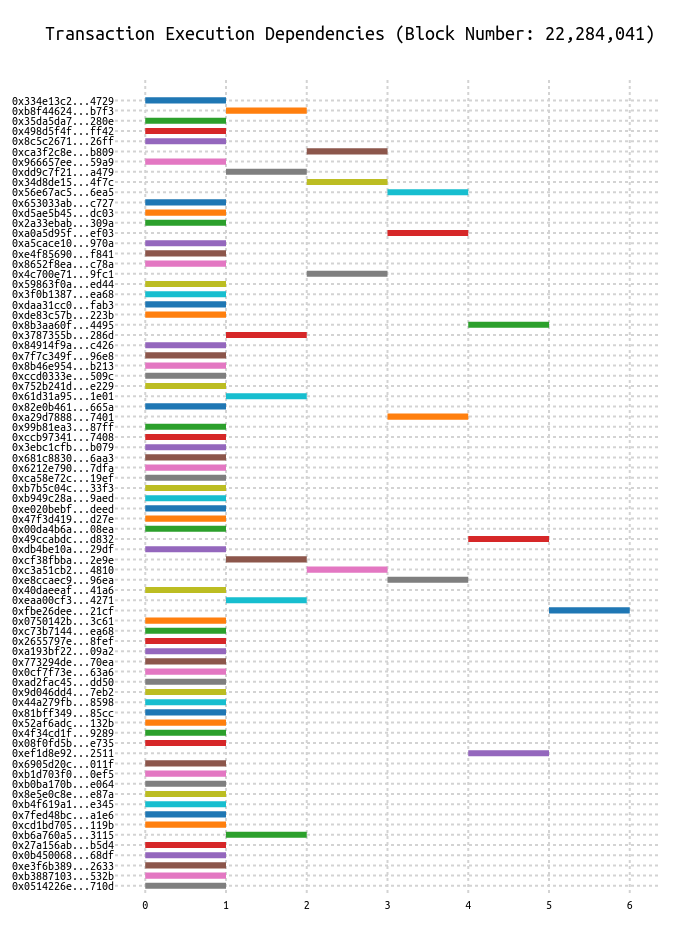 Transaction Execution Dependencies (Block Number: 22,284,041)
0x334e13c2...4729
0xb8f44624...b7f3
0x35da5da7...280e
0x498d5f4f...ff42
0x8c5c2671...26ff
0xca3f2c8e...b809
0x966657ee...59a9
0xdd9c7f21...a479
0x34d8de15...4f7c
0x56e67ac5...6ea5
0x653033ab...c727
0xd5ae5b45...dc03
0x2a33ebab...309a
0xa0a5d95f...ef03
0xa5cace10...970a
0xe4f85690...f841
0x8652f8ea...c78a
0x4c700e71...9fc1
0x59863f0a...ed44
0x3f0b1387...ea68
0xdaa31cc0...fab3
0xde83c57b...223b
0x8b3aa60f...4495
0x3787355b...286d
0x84914f9a...c426
0x7f7c349f...96e8
0x8b46e954...b213
0xccd0333e...509c
0x752b241d...e229
0x61d31a95...1e01
0x82e0b461...665a
0xa29d7888...7401
0x99b81ea3...87ff
0xccb97341...7408
0x3ebc1cfb...b079
0x681c8830...6aa3
0x6212e790...7dfa
0xca58e72c...19ef
0xb7b5c04c...33f3
0xb949c28a...9aed
0xe020bebf...deed
0x47f3d419...d27e
0x00da4b6a...08ea
0x49ccabdc...d832
0xdb4be10a...29df
0xcf38fbba...2e9e
0xc3a51cb2...4810
0xe8ccaec9...96ea
0x40daeeaf...41a6
0xeaa00cf3...4271
0xfbe26dee...21cf
0x0750142b...3c61
0xc73b7144...ea68
0x2655797e...8fef
0xa193bf22...09a2
0x773294de...70ea
0x0cf7f73e...63a6
0xad2fac45...dd50
0x9d046dd4...7eb2
0x44a279fb...8598
0x81bff349...85cc
0x52af6adc...132b
0x4f34cd1f...9289
0x08f0fd5b...e735
0xef1d8e92...2511
0x6905d20c...011f
0xb1d703f0...0ef5
0xb0ba170b...e064
0x8e5e0c8e...e87a
0xb4f619a1...e345
0x7fed48bc...a1e6
0xcd1bd705...119b
0xb6a760a5...3115
0x27a156ab...b5d4
0x0b450068...68df
0xe3f6b389...2633
0xb3887103...532b
0x0514226e...710d
0 1 2 3 4 5 6